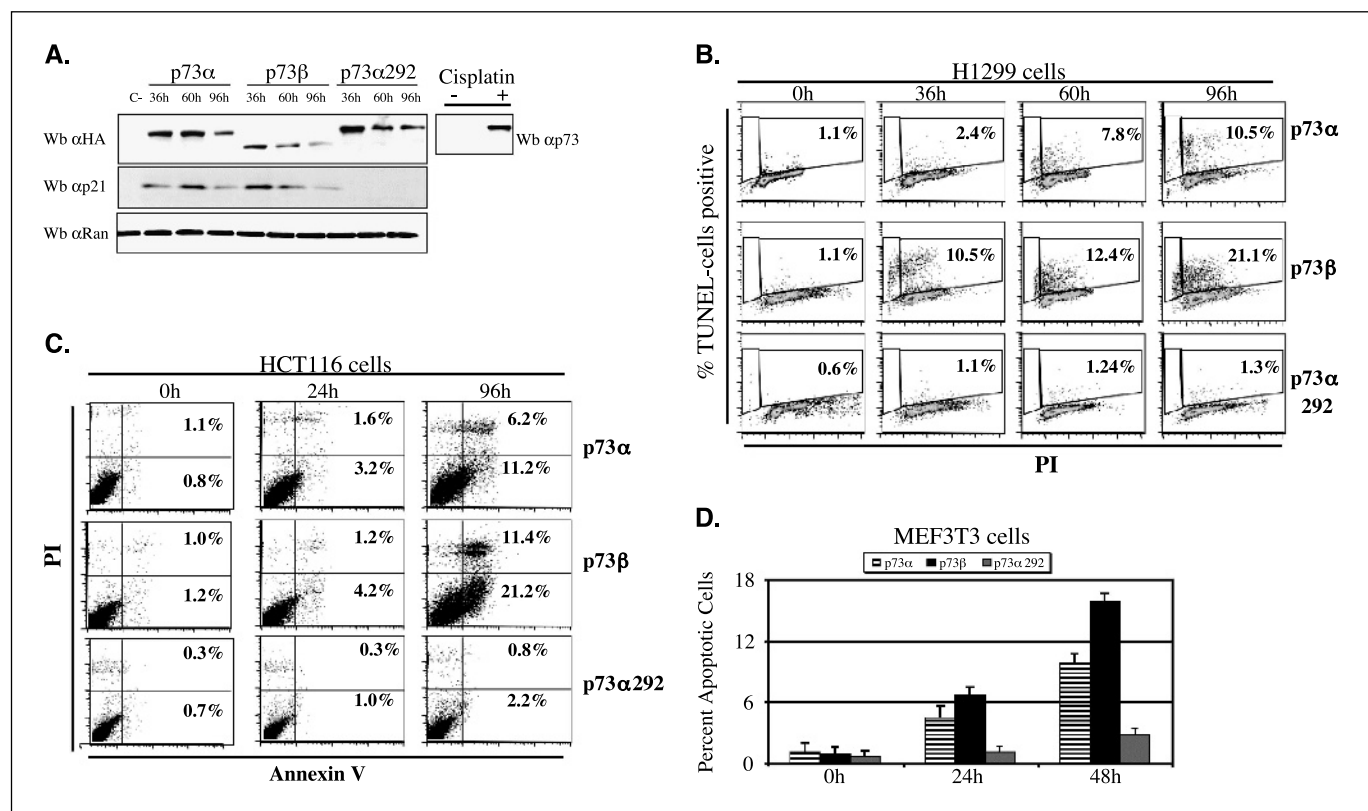 A.
p73α p73β p73α292
C- 36h 60h 96h 36h 60h 96h 36h 60h 96h
Cisplatin
- +
Wb αHA
Wb αp73
Wb αp21
Wb αRan
B.
H1299 cells
0h 36h 60h 96h
1.1% 2.4% 7.8% 10.5% p73α
1.1% 10.5% 12.4% 21.1% p73β
0.6% 1.1% 1.24% 1.3% p73α
292
% TUNEL-cells positive
PI
C.
HCT116 cells
0h 24h 96h
1.1% 1.6% 6.2%
p73α
0.8% 3.2% 11.2%
1.0% 1.2% 11.4%
p73β
1.2% 4.2% 21.2%
0.3% 0.3% 0.8%
p73α292
0.7% 1.0% 2.2%
PI
Annexin V
D.
MEF3T3 cells
p73α p73β p73α 292
Percent Apoptotic Cells
18
12
6
0
0h 24h 48h